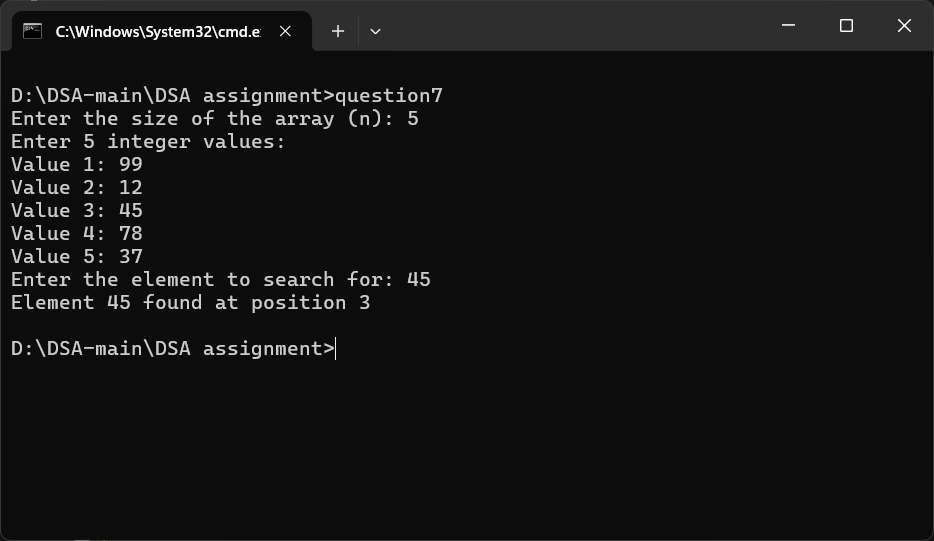 C:\Windows\System32\cmd.e
D:\DSA-main\DSA assignment>question7
Enter the size of the array (n): 5
Enter 5 integer values:
Value 1: 99
Value 2: 12
Value 3: 45
Value 4: 78
Value 5: 37
Enter the element to search for: 45
Element 45 found at position 3
D:\DSA-main\DSA assignment>